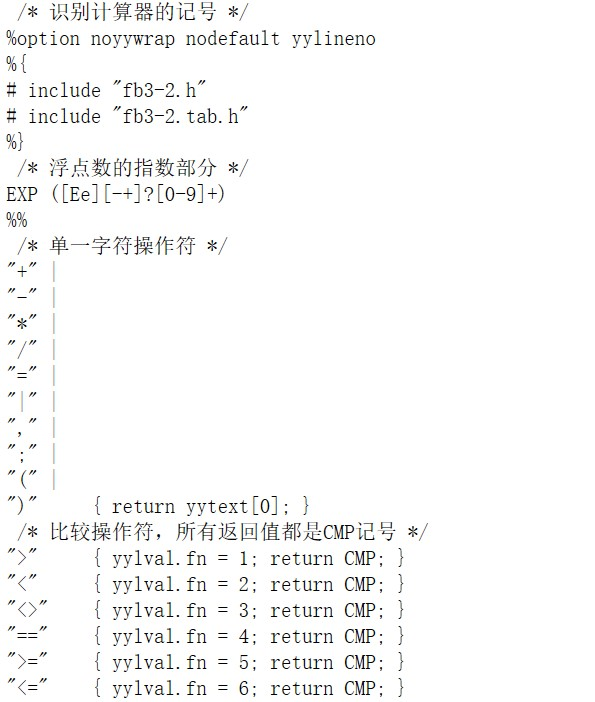 /* 识别计算器的记号 */
%option noyywrap nodefault yylineno
%{
# include "fb3-2.h"
# include "fb3-2.tab.h"
%}
 /* 浮点数的指数部分 */
EXP ([Ee][-+]?[0-9]+)
%%
 /* 单一字符操作符 */
"+" |
"-" |
"*" |
"/" |
"=" |
"|" |
"," |
";" |
"(" |
")"     { return yytext[0]; }
 /* 比较操作符，所有返回值都是CMP记号 */
">"     { yylval.fn = 1; return CMP; }
"<"     { yylval.fn = 2; return CMP; }
"<>"    { yylval.fn = 3; return CMP; }
"=="    { yylval.fn = 4; return CMP; }
">="    { yylval.fn = 5; return CMP; }
"<="    { yylval.fn = 6; return CMP; }